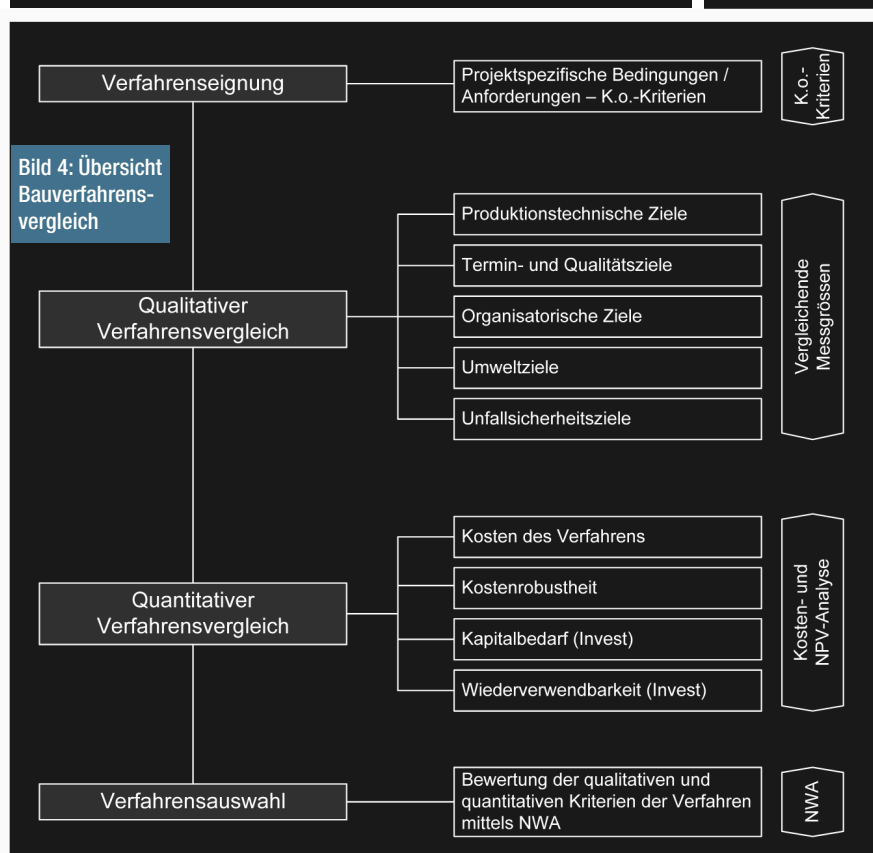 Verfahrenseignung
Projektspezifische Bedingungen /
Anforderungen – K.o.-Kriterien
K.o.-
Kriterien
Bild 4: Übersicht
Bauverfahrens-
vergleich
Qualitativer
Verfahrensvergleich
Produktionstechnische Ziele
Termin- und Qualitätsziele
Organisatorische Ziele
Umweltziele
Unfallsicherheitsziele
Vergleichende
Messgrössen
Quantitativer
Verfahrensvergleich
Kosten des Verfahrens
Kostenrobustheit
Kapitalbedarf (Invest)
Wiederverwendbarkeit (Invest)
Kosten- und
NPV-Analyse
Verfahrensauswahl
Bewertung der qualitativen und
quantitativen Kriterien der Verfahren
mittels NWA
NWA